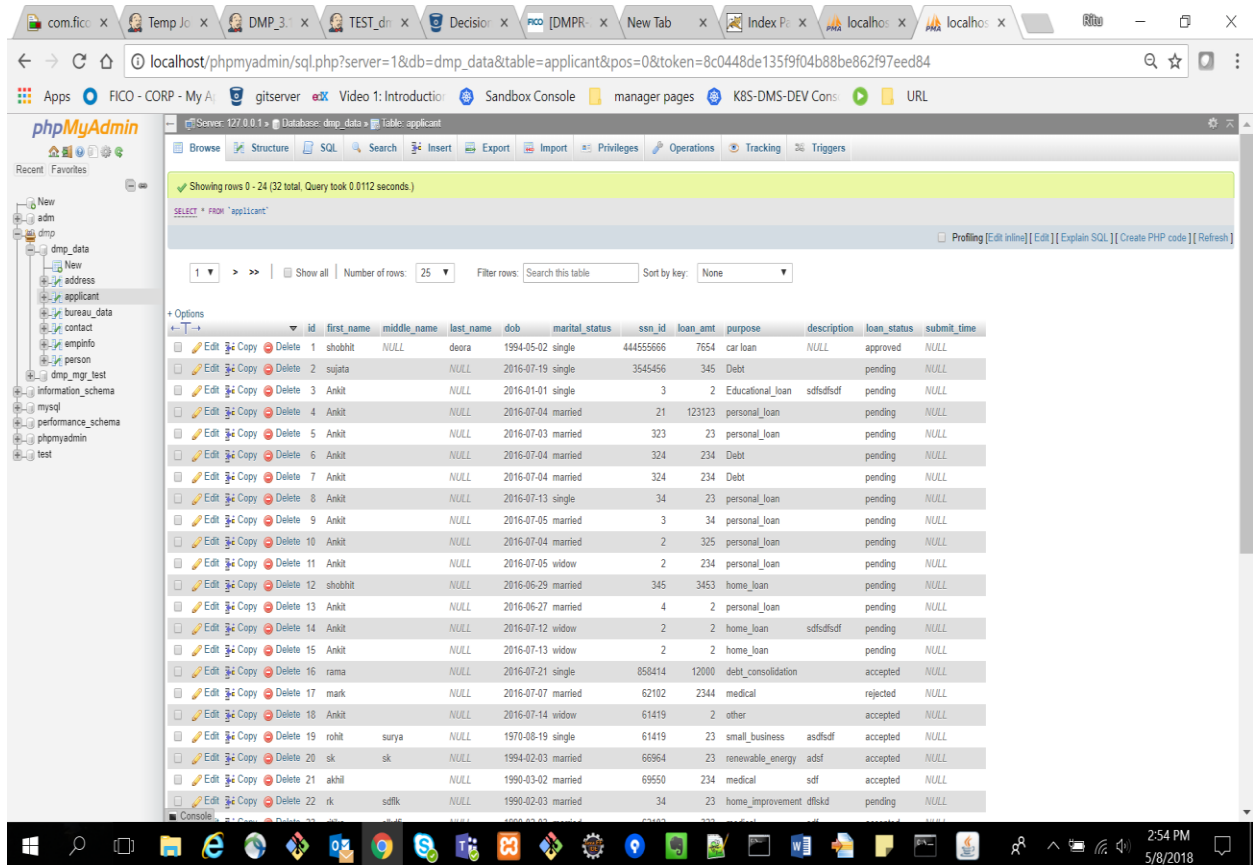 com.fico
Temp Jo
DMP_3.
TEST_dm
Decision
FICO [DMPR-
New Tab
Index Pa
localhos
localhos
Ritu
localhost/phpmyadmin/sql.php?server=1&db=dmp_data&table=applicant&pos=0&token=8c0448de135f9f04b88be862f97eed84
Apps FICO - CORP - My A gitserver edX Video 1: Introduction Sandbox Console manager pages K8S-DMS-DEV Cons URL
phpMyAdmin
Recent Favorites
New
adm
dmp
dmp_data
New
address
applicant
bureau_data
contact
empinfo
person
dmp_mgr_test
information_schema
mysql
performance_schema
phpmyadmin
test
Server: 127.0.0.1 » Database: dmp_data » Table: applicant
Browse Structure SQL Search Insert Export Import Privileges Operations Tracking Triggers
Showing rows 0 - 24 (32 total, Query took 0.0112 seconds.)
SELECT * FROM `applicant`
Profiling [Edit inline] [ Edit ] [ Explain SQL ] [ Create PHP code ] [ Refresh ]
1 > >> Show all Number of rows: 25 Filter rows: Search this table Sort by key: None
+ Options
id first_name middle_name last_name dob marital_status ssn_id loan_amt purpose description loan_status submit_time
Edit Copy Delete 1 shobhit NULL deora 1994-05-02 single 444555666 7654 car loan NULL approved NULL
Edit Copy Delete 2 sujata NULL 2016-07-19 single 3545456 345 Debt pending NULL
Edit Copy Delete 3 Ankit NULL 2016-01-01 single 3 2 Educational_loan sdfsdfsdf pending NULL
Edit Copy Delete 4 Ankit NULL 2016-07-04 married 21 123123 personal_loan pending NULL
Edit Copy Delete 5 Ankit NULL 2016-07-03 married 323 23 personal_loan pending NULL
Edit Copy Delete 6 Ankit NULL 2016-07-04 married 324 234 Debt pending NULL
Edit Copy Delete 7 Ankit NULL 2016-07-04 married 324 234 Debt pending NULL
Edit Copy Delete 8 Ankit NULL 2016-07-13 single 34 23 personal_loan pending NULL
Edit Copy Delete 9 Ankit NULL 2016-07-05 married 3 34 personal_loan pending NULL
Edit Copy Delete 10 Ankit NULL 2016-07-04 married 2 325 personal_loan pending NULL
Edit Copy Delete 11 Ankit NULL 2016-07-05 widow 2 234 personal_loan pending NULL
Edit Copy Delete 12 shobhit NULL 2016-06-29 married 345 3453 home_loan pending NULL
Edit Copy Delete 13 Ankit NULL 2016-06-27 married 4 2 personal_loan pending NULL
Edit Copy Delete 14 Ankit NULL 2016-07-12 widow 2 2 home_loan sdfsdfsdf pending NULL
Edit Copy Delete 15 Ankit NULL 2016-07-13 widow 2 2 home_loan pending NULL
Edit Copy Delete 16 rama NULL 2016-07-21 single 858414 12000 debt_consolidation accepted NULL
Edit Copy Delete 17 mark NULL 2016-07-07 married 62102 2344 medical rejected NULL
Edit Copy Delete 18 Ankit NULL 2016-07-14 widow 61419 2 other accepted NULL
Edit Copy Delete 19 rohit surya NULL 1970-08-19 single 61419 23 small_business asdfsdf accepted NULL
Edit Copy Delete 20 sk sk NULL 1994-02-03 married 66964 23 renewable_energy adsf accepted NULL
Edit Copy Delete 21 akhil NULL 1990-03-02 married 69550 234 medical sdf accepted NULL
Edit Copy Delete 22 rk sdflk NULL 1990-02-03 married 34 23 home_improvement dflskd pending NULL
Console
2:54 PM
5/8/2018